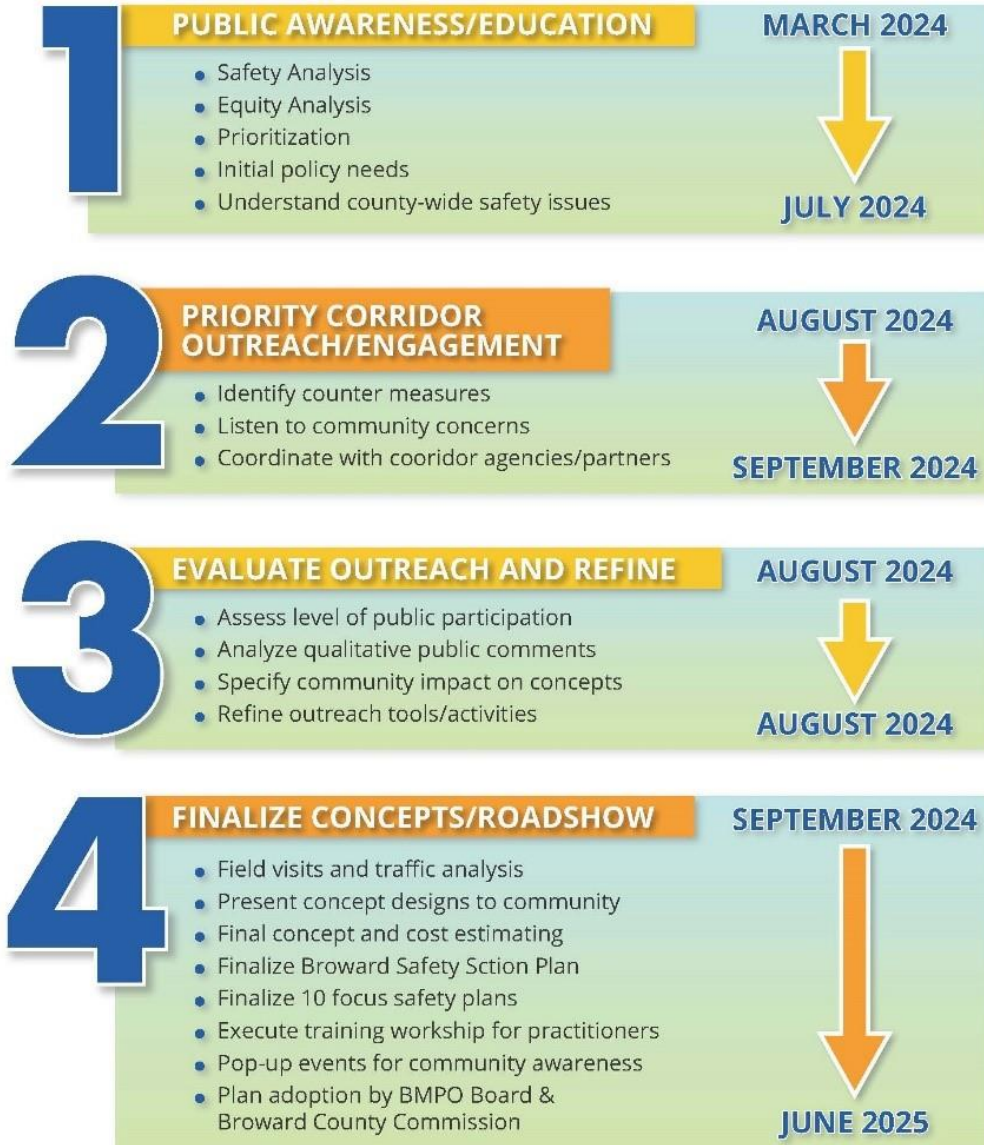 1
PUBLIC AWARENESS/EDUCATION
• Safety Analysis
• Equity Analysis
• Prioritization
• Initial policy needs
• Understand county-wide safety issues
MARCH 2024
JULY 2024
2
PRIORITY CORRIDOR
OUTREACH/ENGAGEMENT
• Identify counter measures
• Listen to community concerns
• Coordinate with cooridor agencies/partners
AUGUST 2024
SEPTEMBER 2024
3
EVALUATE OUTREACH AND REFINE
• Assess level of public participation
• Analyze qualitative public comments
• Specify community impact on concepts
• Refine outreach tools/activities
AUGUST 2024
AUGUST 2024
4
FINALIZE CONCEPTS/ROADSHOW
• Field visits and traffic analysis
• Present concept designs to community
• Final concept and cost estimating
• Finalize Broward Safety Sction Plan
• Finalize 10 focus safety plans
• Execute training workship for practitioners
• Pop-up events for community awareness
• Plan adoption by BMPO Board &
Broward County Commission
SEPTEMBER 2024
JUNE 2025